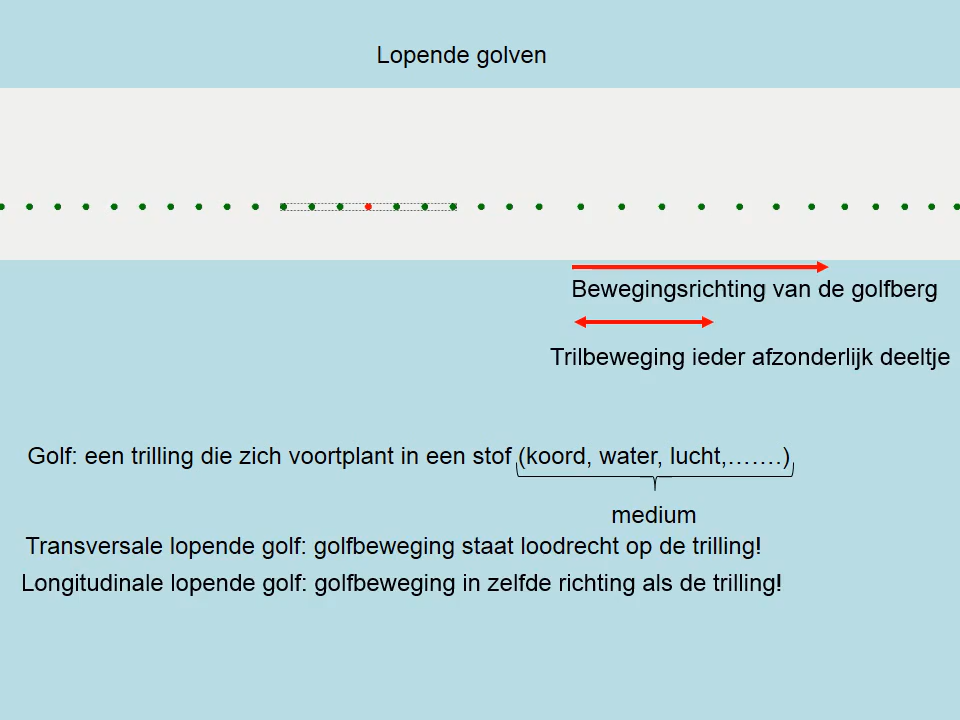 Lopende golven
Bewegingsrichting van de golfberg
Trilbeweging ieder afzonderlijk deeltje
Golf: een trilling die zich voortplant in een stof (koord, water, lucht,.......)
medium
Transversale lopende golf: golfbeweging staat loodrecht op de trilling!
Longitudinale lopende golf: golfbeweging in zelfde richting als de trilling!